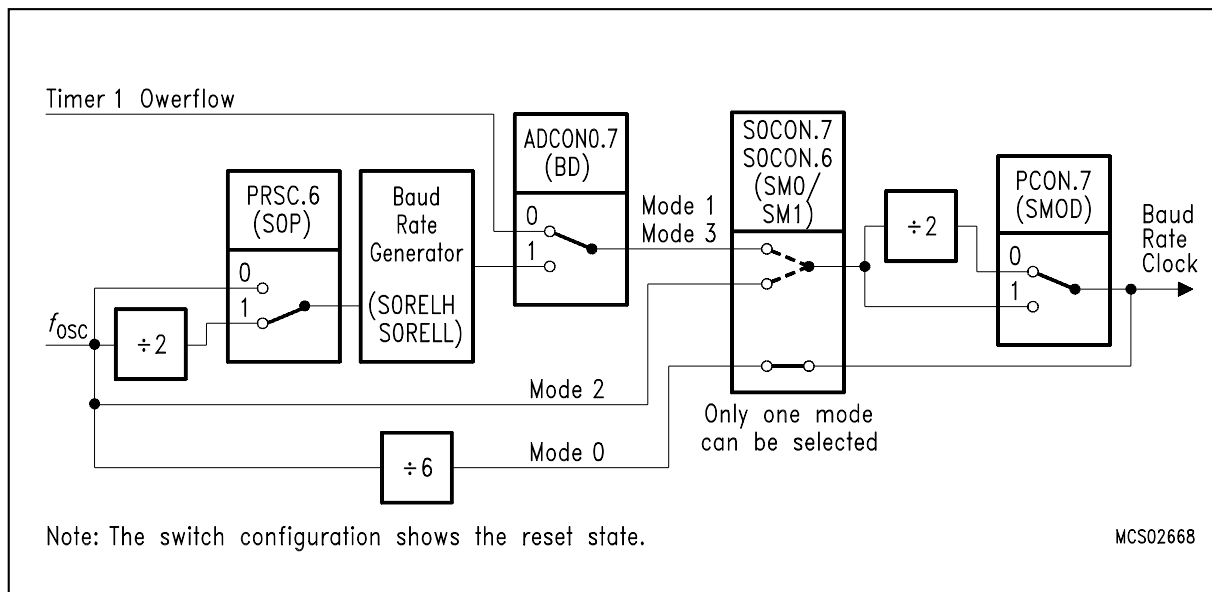 Timer 1 Owerflow
ADCON0.7
(BD)
0
1
PRSC.6
(S0P)
0
1
Baud
Rate
Generator
(S0RELH
S0RELL)
fOSC
÷2
Mode 1
Mode 3
S0CON.7
S0CON.6
(SM0/
SM1)
÷2
PCON.7
(SMOD)
0
1
Baud
Rate
Clock
Mode 2
Only one mode
can be selected
÷6
Mode 0
Note: The switch configuration shows the reset state.
MCS02668